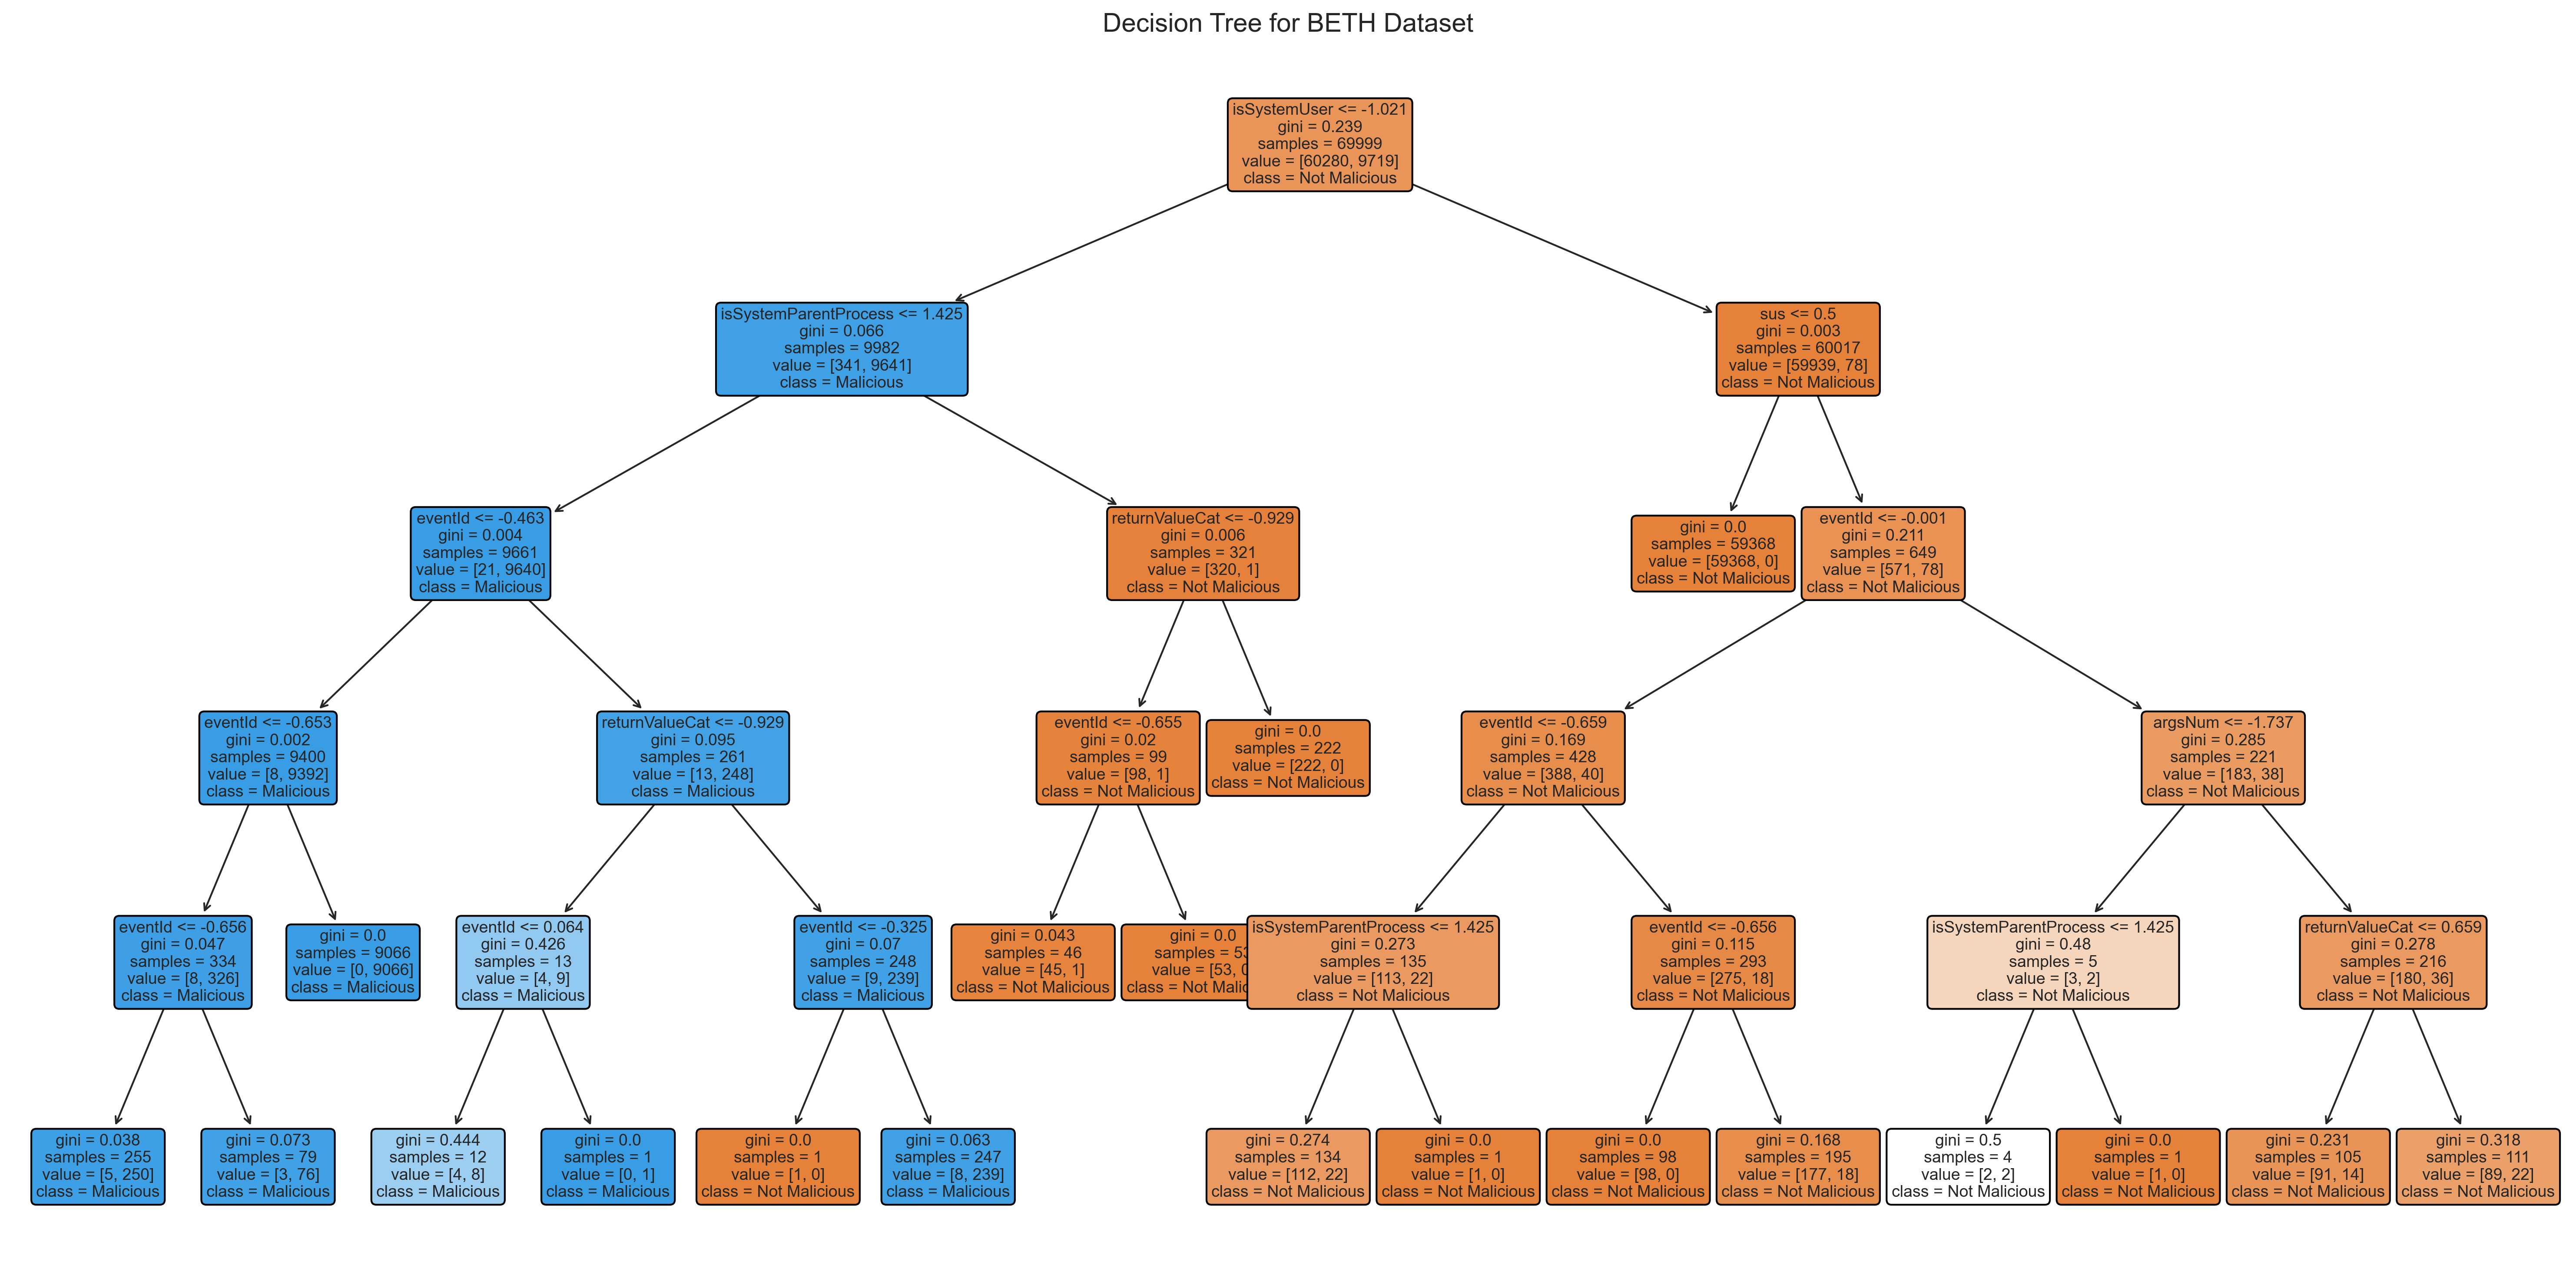 Decision Tree for BETH Dataset
isSystemUser <= -1.021
gini = 0.239
samples = 69999
value = [60280, 9719]
class = Not Malicious
isSystemParentProcess <= 1.425
gini = 0.066
samples = 9982
value = [341, 9641]
class = Malicious
sus <= 0.5
gini = 0.003
samples = 60017
value = [59939, 78]
class = Not Malicious
eventId <= -0.463
gini = 0.004
samples = 9661
value = [21, 9640]
class = Malicious
returnValueCat <= -0.929
gini = 0.006
samples = 321
value = [320, 1]
class = Not Malicious
gini = 0.0
samples = 59368
value = [59368, 0]
class = Not Malicious
eventId <= -0.001
gini = 0.211
samples = 649
value = [571, 78]
class = Not Malicious
eventId <= -0.653
gini = 0.002
samples = 9400
value = [8, 9392]
class = Malicious
returnValueCat <= -0.929
gini = 0.095
samples = 261
value = [13, 248]
class = Malicious
eventId <= -0.655
gini = 0.02
samples = 99
value = [98, 1]
class = Not Malicious
gini = 0.0
samples = 222
value = [222, 0]
class = Not Malicious
eventId <= -0.659
gini = 0.169
samples = 428
value = [388, 40]
class = Not Malicious
argsNum <= -1.737
gini = 0.285
samples = 221
value = [183, 38]
class = Not Malicious
eventId <= -0.656
gini = 0.047
samples = 334
value = [8, 326]
class = Malicious
gini = 0.0
samples = 9066
value = [0, 9066]
class = Malicious
eventId <= 0.064
gini = 0.426
samples = 13
value = [4, 9]
class = Malicious
eventId <= -0.325
gini = 0.07
samples = 248
value = [9, 239]
class = Malicious
gini = 0.043
samples = 46
value = [45, 1]
class = Not Malicious
gini = 0.0
samples = 53
value = [53, 0
class = Not
isSystemParentProcess <= 1.425
gini = 0.273
samples = 135
value = [113, 22]
class = Not Malicious
eventId <= -0.656
gini = 0.115
samples = 293
value = [275, 18]
class = Not Malicious
isSystemParentProcess <= 1.425
gini = 0.48
samples = 5
value = [3, 2]
class = Not Malicious
returnValueCat <= 0.659
gini = 0.278
samples = 216
value = [180, 36]
class = Not Malicious
gini = 0.038
samples = 255
value = [5, 250]
class = Malicious
gini = 0.073
samples = 79
value = [3, 76]
class = Malicious
gini = 0.444
samples = 12
value = [4, 8]
class = Malicious
gini = 0.0
samples = 1
value = [0, 1]
class = Malicious
gini = 0.0
samples = 1
value = [1, 0]
class = Not Malicious
gini = 0.063
samples = 247
value = [8, 239]
class = Malicious
gini = 0.274
samples = 134
value = [112, 22]
class = Not Malicious
gini = 0.0
samples = 1
value = [1, 0]
class = Not Malicious
gini = 0.0
samples = 98
value = [98, 0]
class = Not Malicious
gini = 0.168
samples = 195
value = [177, 18]
class = Not Malicious
gini = 0.5
samples = 4
value = [2, 2]
class = Not Malicious
gini = 0.0
samples = 1
value = [1, 0]
class = Not Malicious
gini = 0.231
samples = 105
value = [91, 14]
class = Not Malicious
gini = 0.318
samples = 111
value = [89, 22]
class = Not Malicious